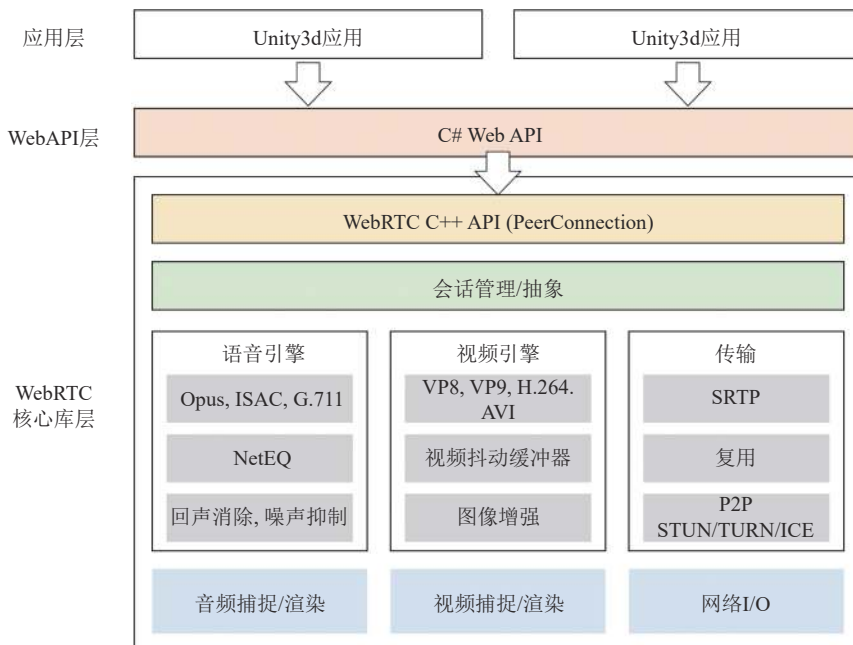 应用层
Unity3d应用
Unity3d应用
WebAPI层
C# Web API
WebRTC C++ API (PeerConnection)
会话管理/抽象
WebRTC
核心库层
语音引擎
Opus, ISAC, G.711
NetEQ
回声消除, 噪声抑制
视频引擎
VP8, VP9, H.264.
AVI
视频抖动缓冲器
图像增强
传输
SRTP
复用
P2P
STUN/TURN/ICE
音频捕捉/渲染
视频捕捉/渲染
网络I/O